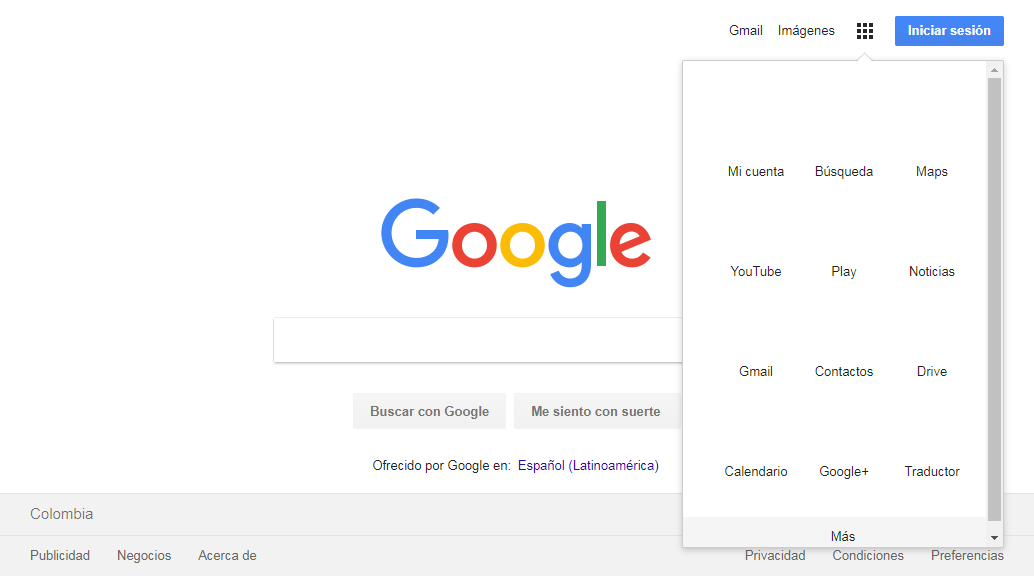 Gmail Imágenes Iniciar sesión
Mi cuenta Búsqueda Maps
Google
YouTube Play Noticias
Gmail Contactos Drive
Buscar con Google Me siento con suerte
Ofrecido por Google en: Español (Latinoamérica)
Calendario Google+ Traductor
Colombia
Más
Publicidad Negocios Acerca de Privacidad Condiciones Preferencias